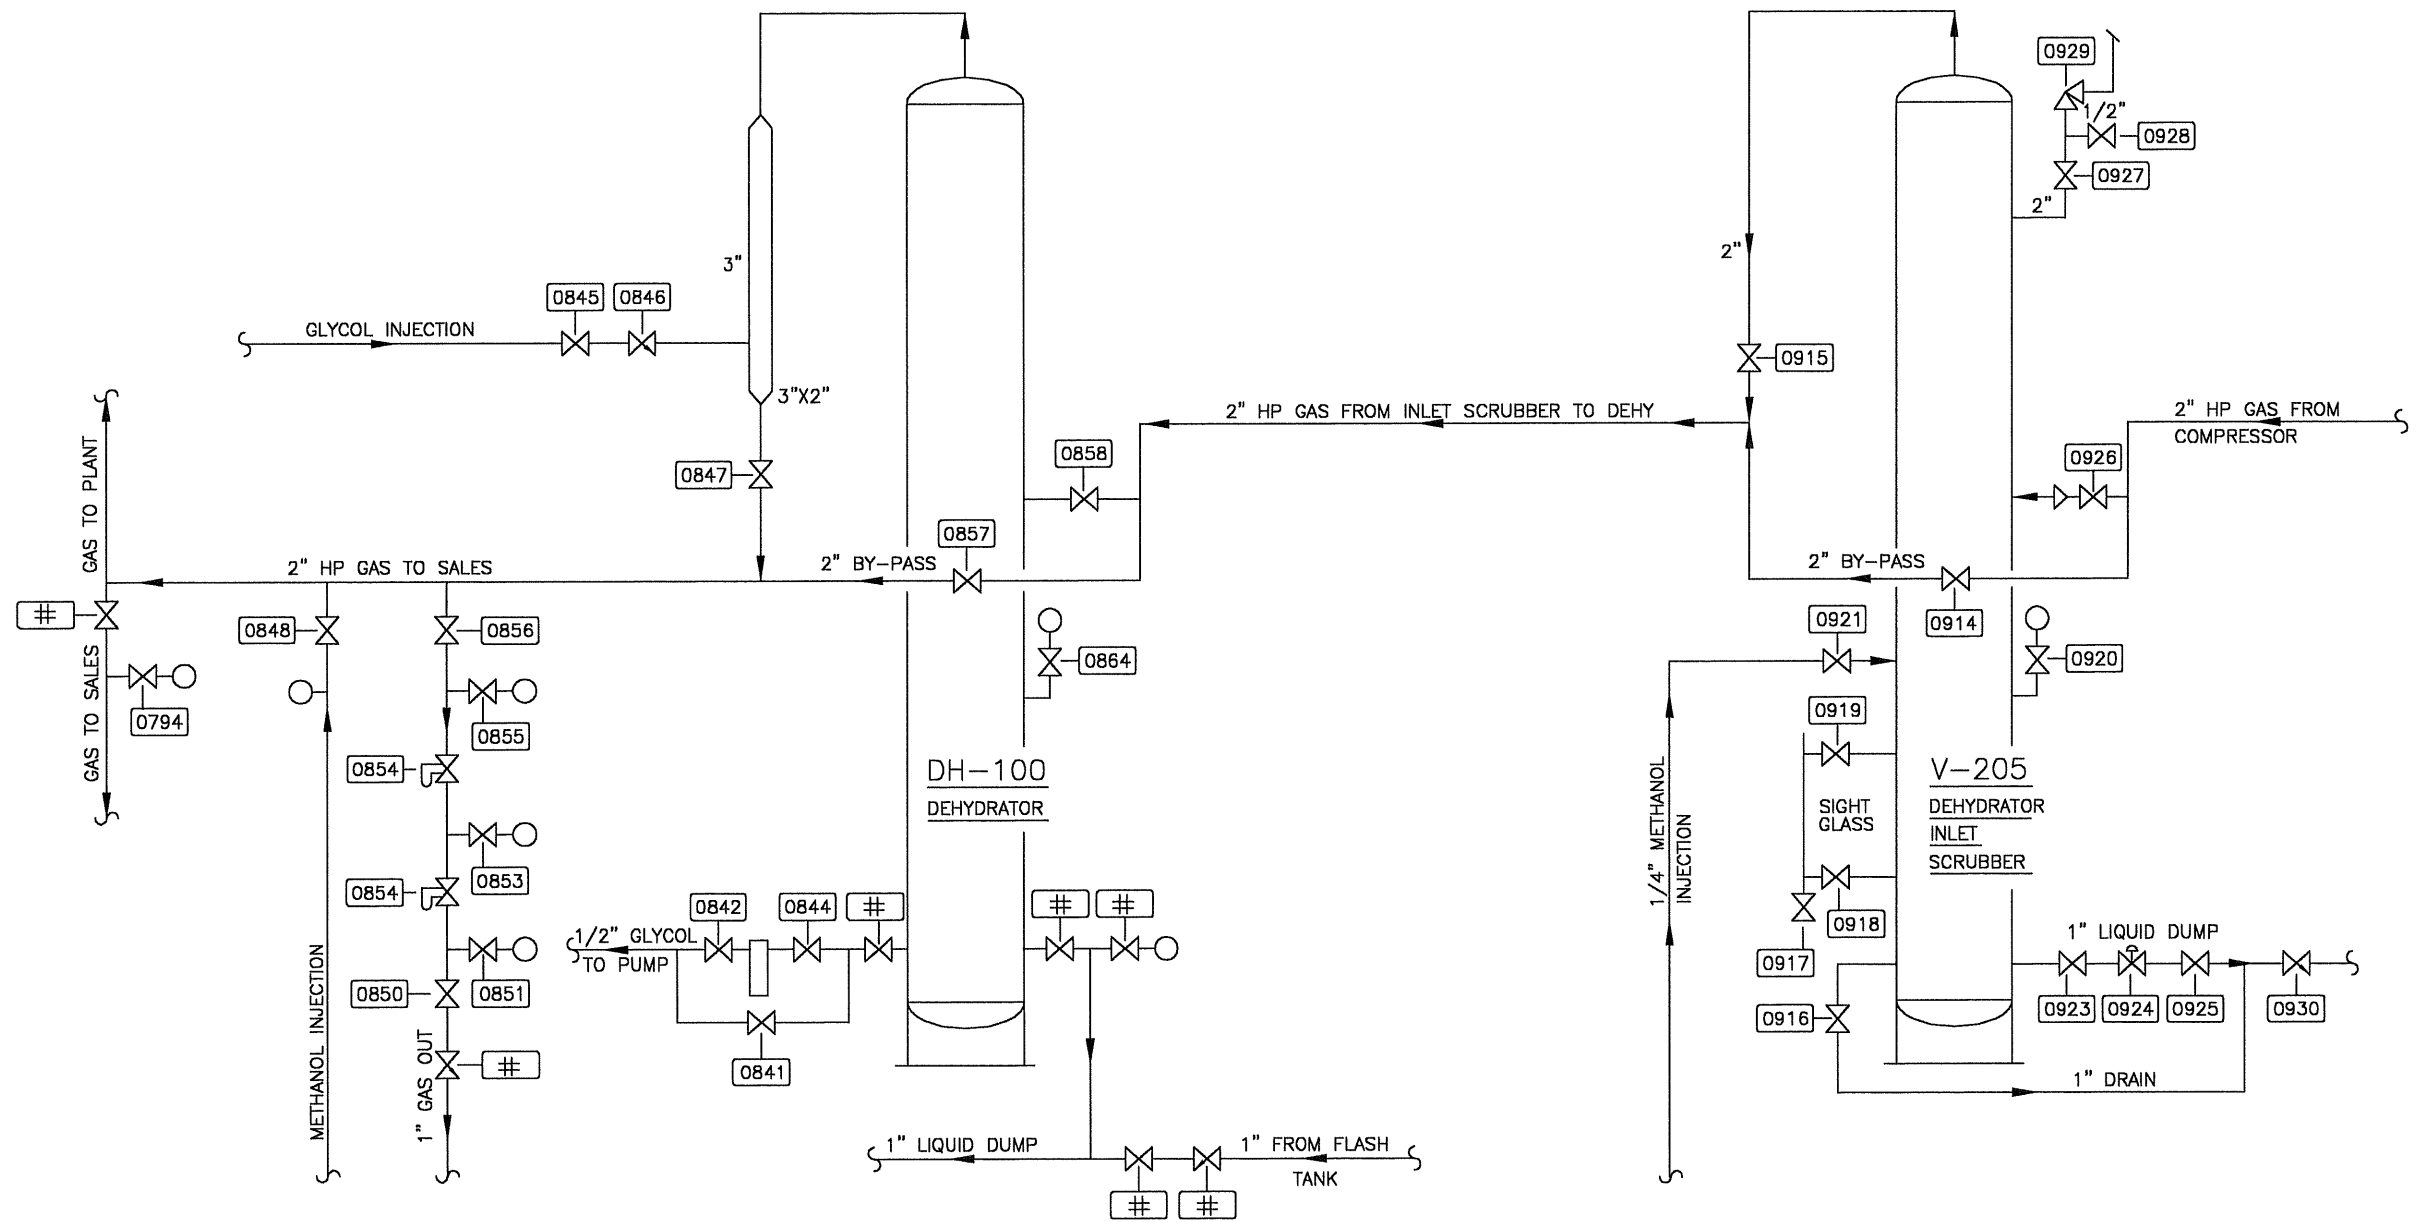 0929
1/2"
0928
0927
2"
2"
3"
0845
0846
GLYCOL INJECTION
0915
3"X2"
2" HP GAS FROM INLET SCRUBBER TO DEHY
2" HP GAS FROM
COMPRESSOR
GAS TO PLANT
0847
0858
0926
0857
2" BY-PASS
2" HP GAS TO SALES
2" BY-PASS
#
0848
0856
0914
0921
0864
0920
GAS TO SALES
0794
0855
0919
0854
DH-100
DEHYDRATOR
V-205
DEHYDRATOR
INLET
SCRUBBER
SIGHT
GLASS
1/4" METHANOL
INJECTION
0853
0854
0842
0844
#
#
#
0918
0917
1/2" GLYCOL
TO PUMP
1" LIQUID DUMP
0850
0851
0916
0923
0924
0925
0930
METHANOL INJECTION
1" GAS OUT
#
0841
1" DRAIN
1" LIQUID DUMP
1" FROM FLASH
TANK
#
#